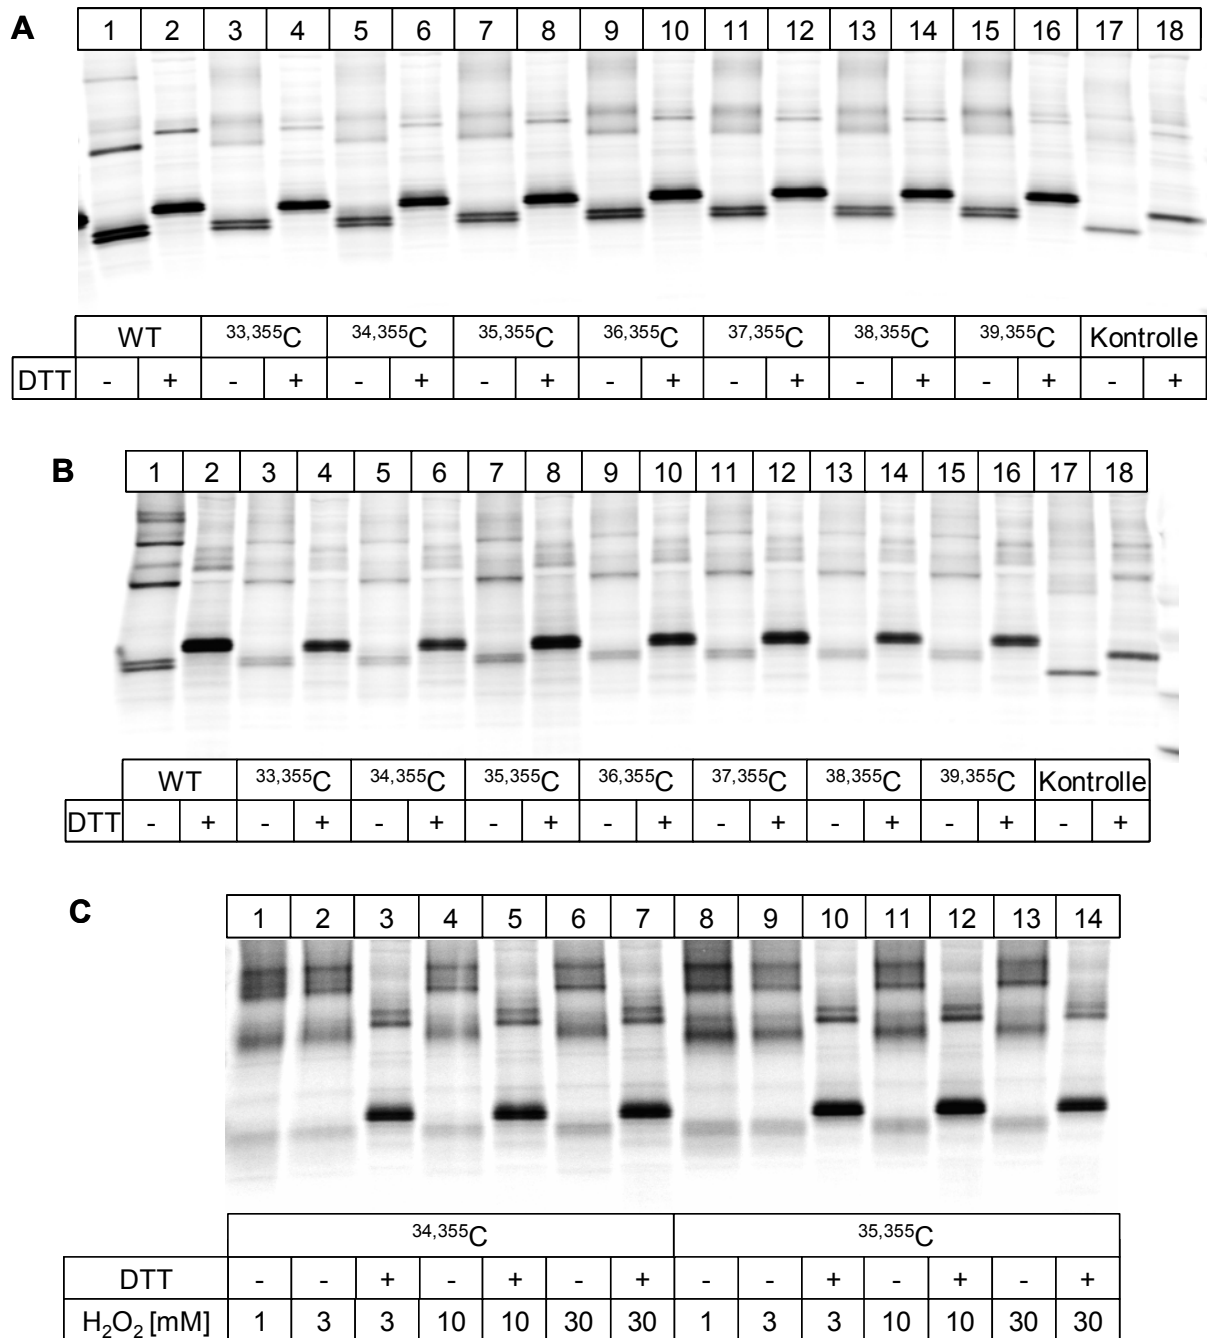 A 1 2 3 4 5 6 7 8 9 10 11 12 13 14 15 16 17 18
WT 33,355C 34,355C 35,355C 36,355C 37,355C 38,355C 39,355C Kontrolle
DTT - + - + - + - + - + - + - + - + - +
B 1 2 3 4 5 6 7 8 9 10 11 12 13 14 15 16 17 18
WT 33,355C 34,355C 35,355C 36,355C 37,355C 38,355C 39,355C Kontrolle
DTT - + - + - + - + - + - + - + - + - +
C 1 2 3 4 5 6 7 8 9 10 11 12 13 14
34,355C 35,355C
DTT - - + - + - + - - + - + - +
H2O2 [mM] 1 3 3 10 10 30 30 1 3 3 10 10 30 30